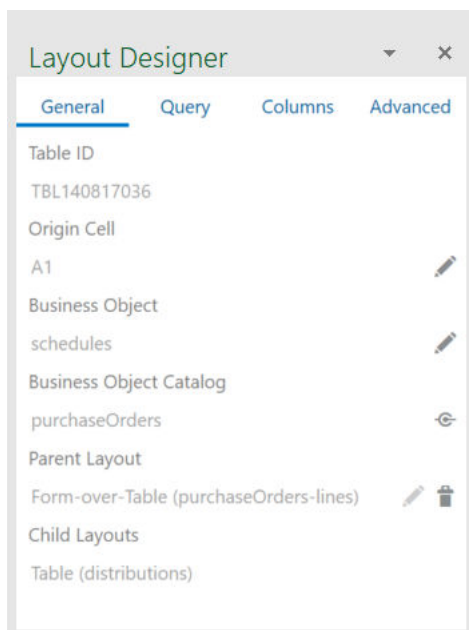 Layout Designer
General Query Columns Advanced
Table ID
TBL140817036
Origin Cell
A1
Business Object
schedules
Business Object Catalog
purchaseOrders
Parent Layout
Form-over-Table (purchaseOrders-lines)
Child Layouts
Table (distributions)